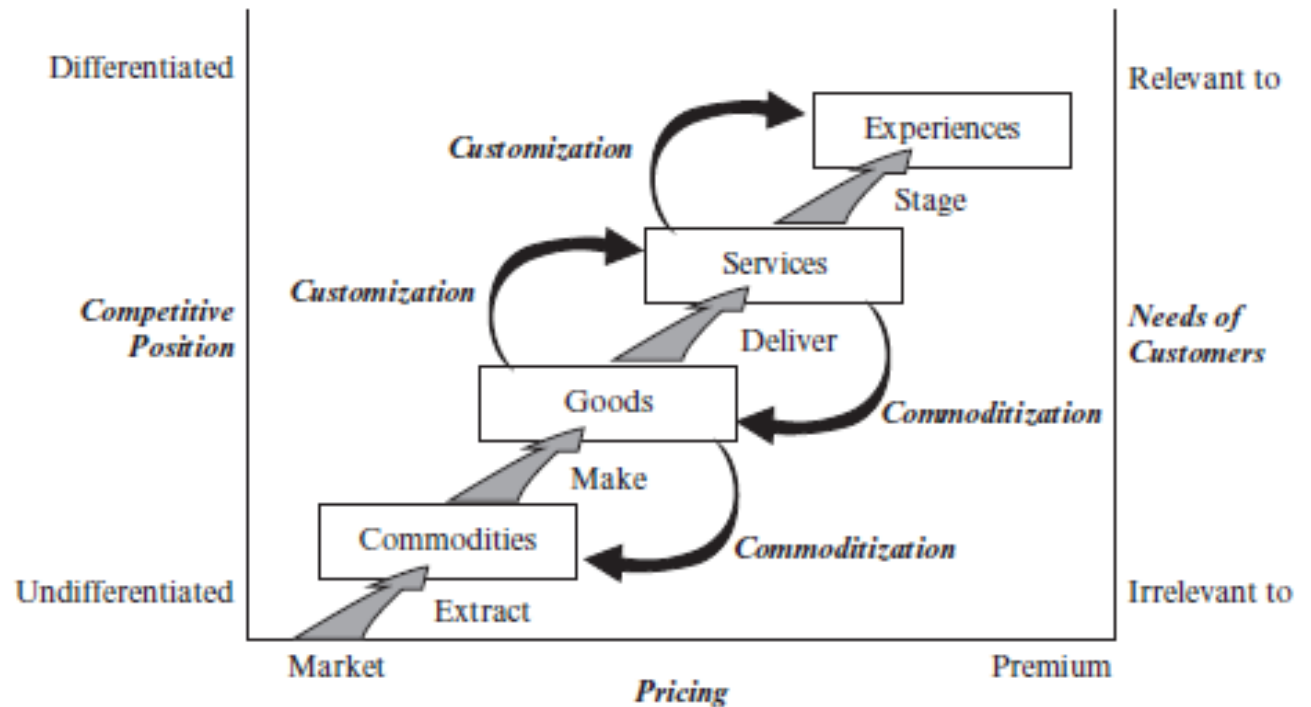 Differentiated
Relevant to
Experiences
Customization
Stage
Services
Customization
Competitive
Position
Deliver
Needs of
Customers
Goods
Commoditization
Make
Commodities
Commoditization
Undifferentiated
Extract
Irrelevant to
Market
Premium
Pricing